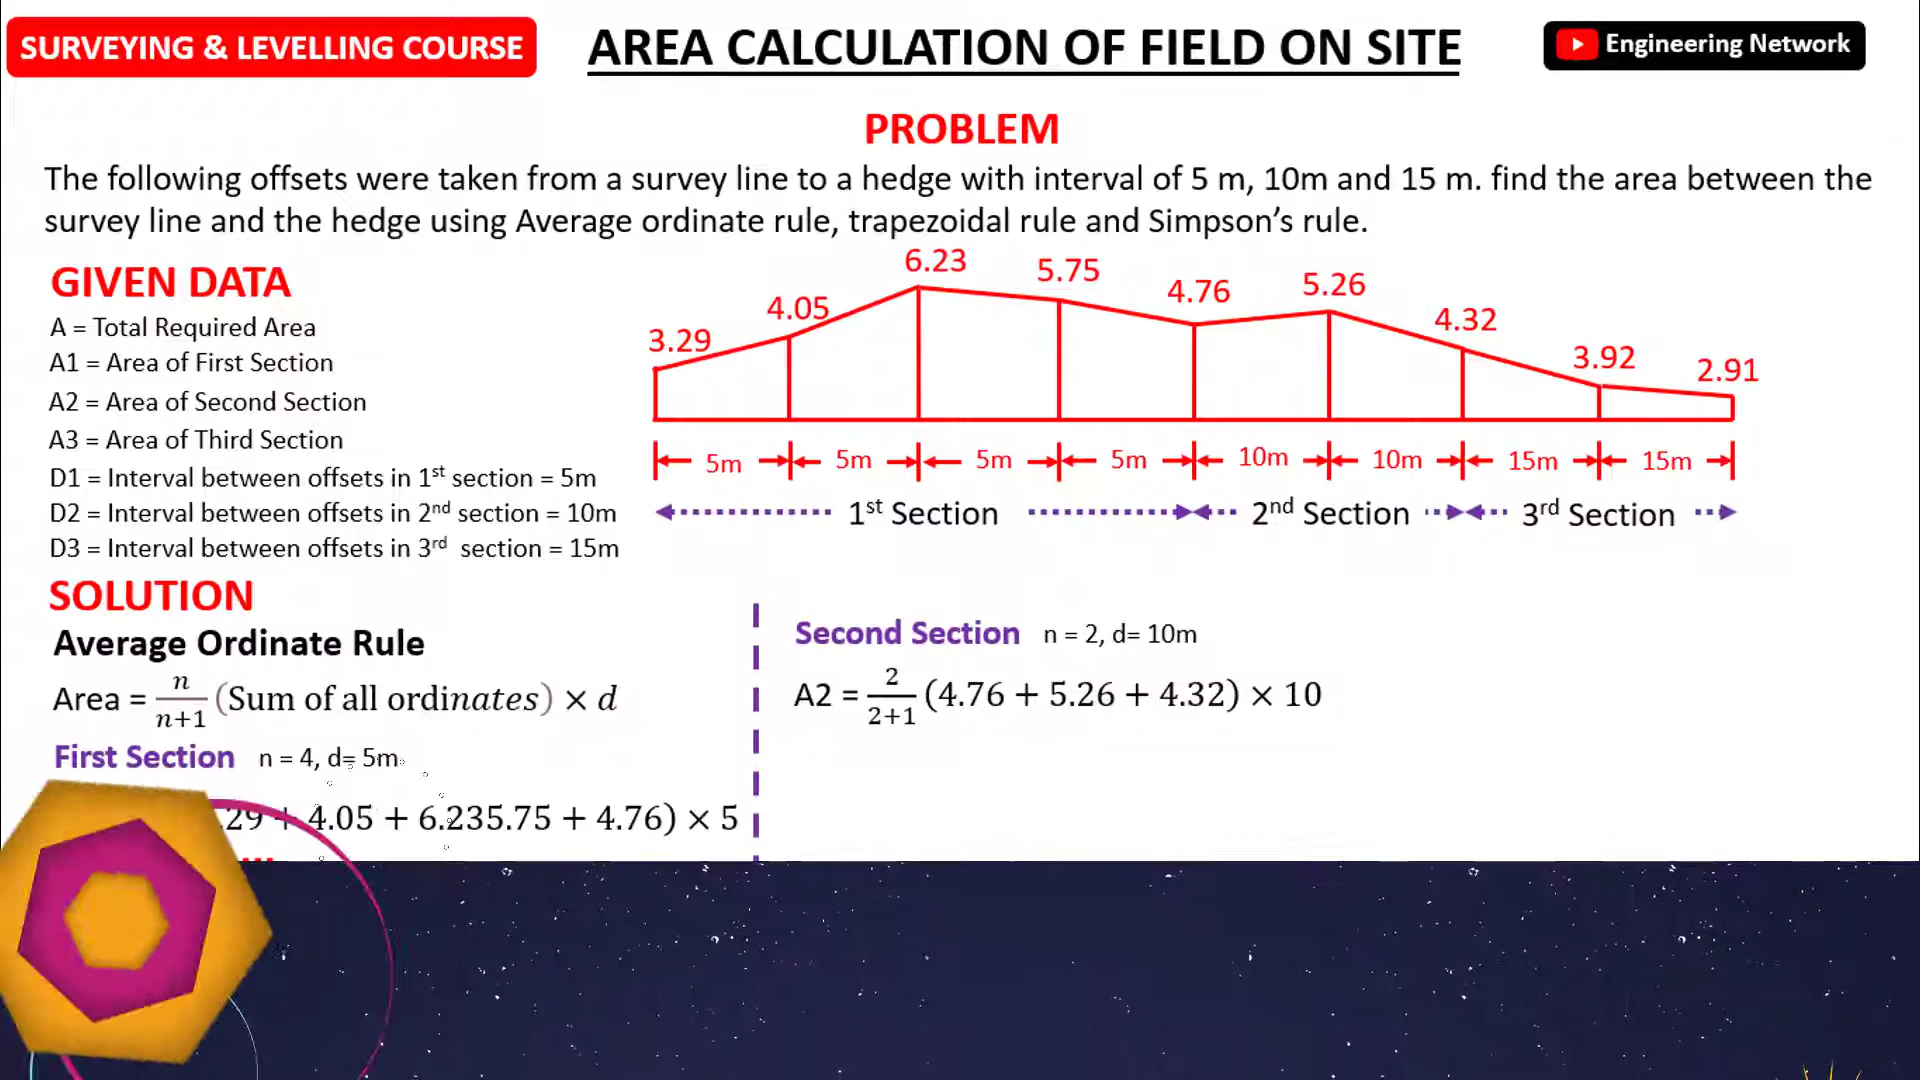 SURVEYING & LEVELLING COURSE
AREA CALCULATION OF FIELD ON SITE
Engineering Network
PROBLEM
The following offsets were taken from a survey line to a hedge with interval of 5 m, 10m and 15 m. find the area between the
survey line and the hedge using Average ordinate rule, trapezoidal rule and Simpson’s rule.
GIVEN DATA
A = Total Required Area
A1 = Area of First Section
A2 = Area of Second Section
A3 = Area of Third Section
D1 = Interval between offsets in 1st section = 5m
D2 = Interval between offsets in 2nd section = 10m
D3 = Interval between offsets in 3rd section = 15m
3.29 4.05 6.23 5.75 4.76 5.26 4.32 3.92 2.91
5m 5m 5m 5m 10m 10m 15m 15m
1st Section 2nd Section 3rd Section
SOLUTION
Average Ordinate Rule
Area = n/n+1 (Sum of all ordinates) × d
First Section n = 4, d= 5m
.29 + 4.05 + 6.235.75 + 4.76) × 5
Second Section n = 2, d= 10m
A2 = 2/2+1 (4.76 + 5.26 + 4.32) × 10